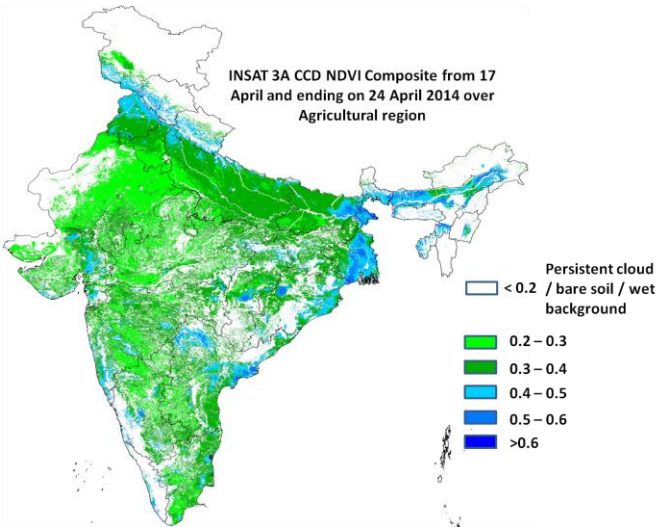 INSAT 3A CCD NDVI Composite from 17
April and ending on 24 April 2014 over
Agricultural region
< 0.2
Persistent cloud
/ bare soil / wet
background
0.2 – 0.3
0.3 – 0.4
0.4 – 0.5
0.5 – 0.6
>0.6